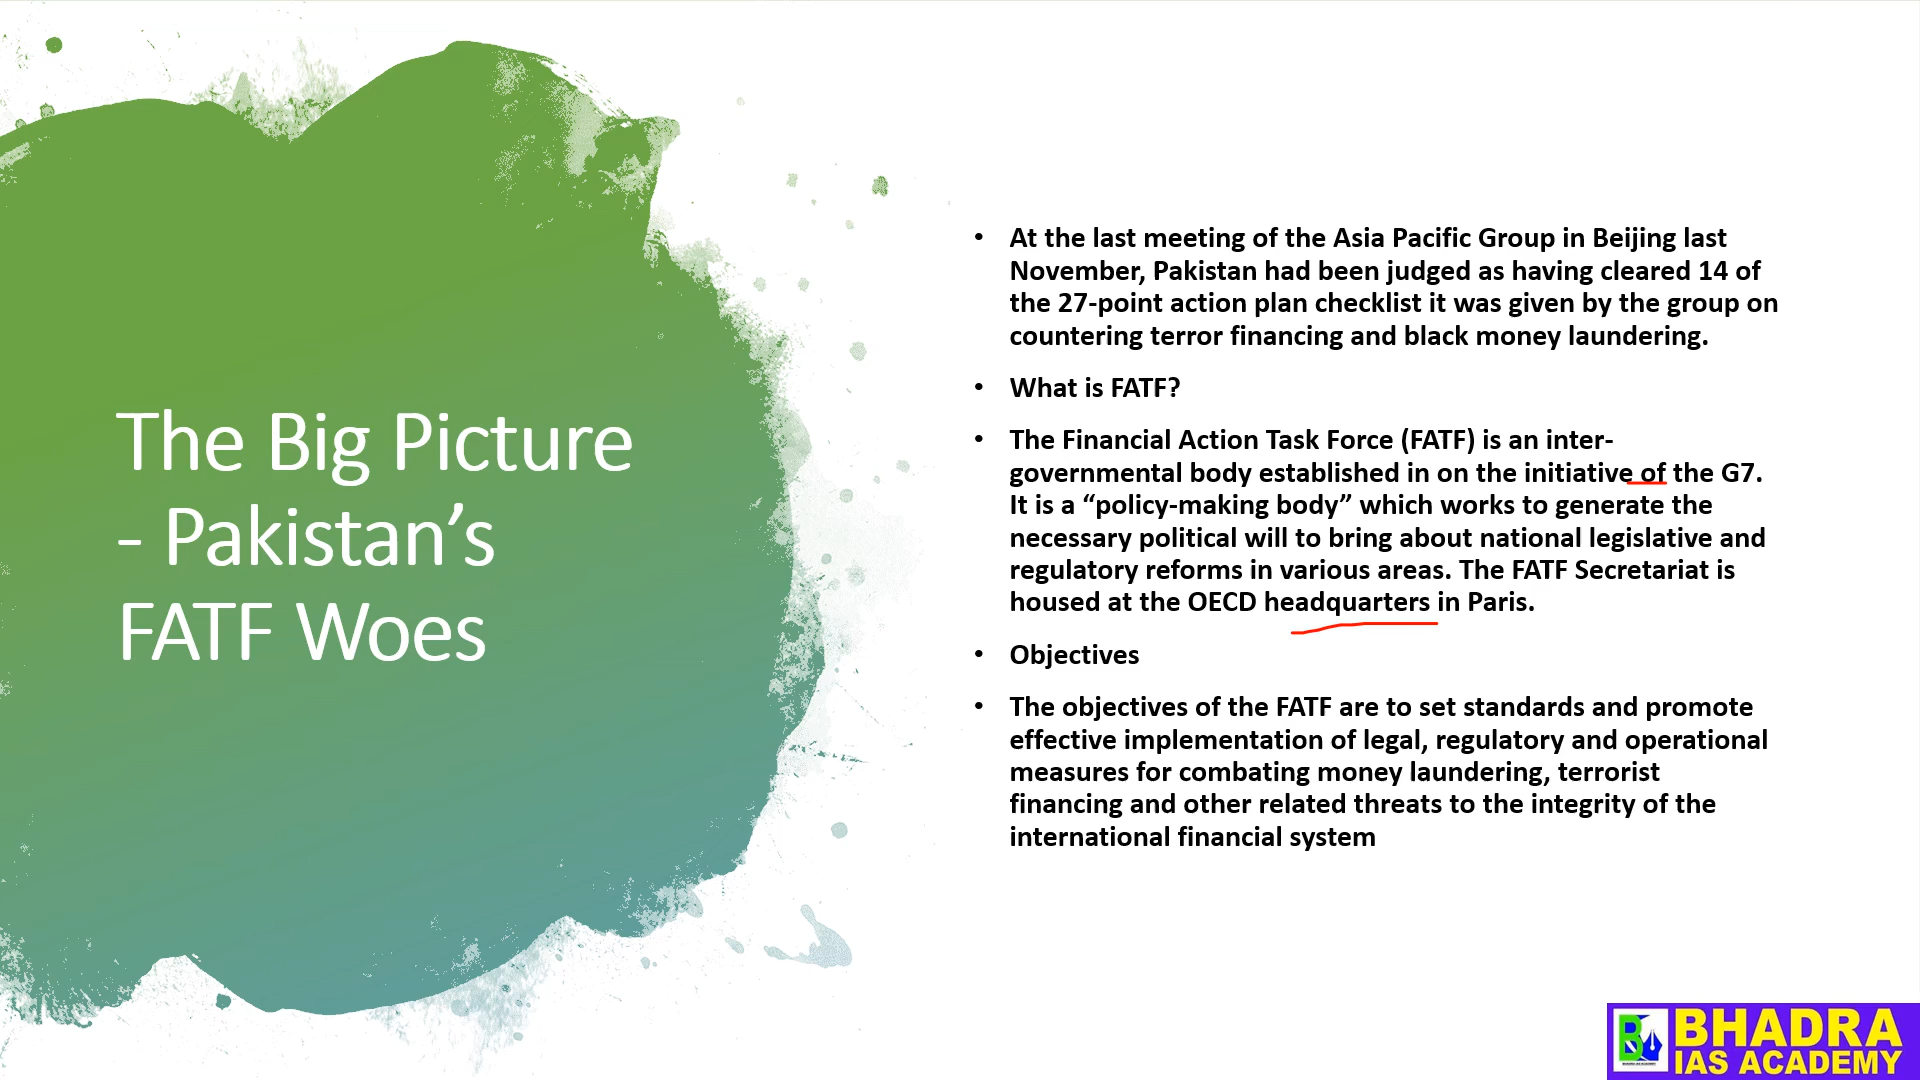 The Big Picture
- Pakistan’s
FATF Woes
• At the last meeting of the Asia Pacific Group in Beijing last
November, Pakistan had been judged as having cleared 14 of
the 27-point action plan checklist it was given by the group on
countering terror financing and black money laundering.
• What is FATF?
• The Financial Action Task Force (FATF) is an inter-
governmental body established in on the initiative of the G7.
It is a “policy-making body” which works to generate the
necessary political will to bring about national legislative and
regulatory reforms in various areas. The FATF Secretariat is
housed at the OECD headquarters in Paris.
• Objectives
• The objectives of the FATF are to set standards and promote
effective implementation of legal, regulatory and operational
measures for combating money laundering, terrorist
financing and other related threats to the integrity of the
international financial system
BHADRA
IAS ACADEMY